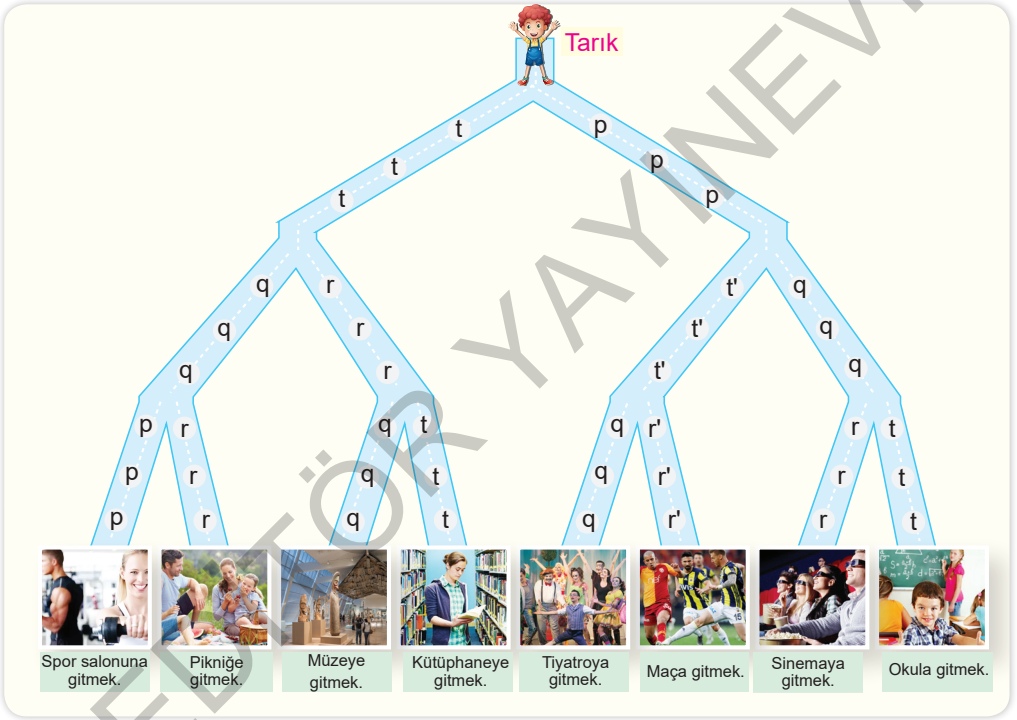 Tarık
t p
t p
t p
q r t' q
q r t' q
q r t' q
p r q t q r' r t
p r q t q r' r t
p r q t q r' r t
Spor salonuna
gitmek.
Pikniğe
gitmek.
Müzeye
gitmek.
Kütüphaneye
gitmek.
Tiyatroya
gitmek.
Maça gitmek.
Sinemaya
gitmek.
Okula gitmek.
EDİTÖR YAYINEVİ